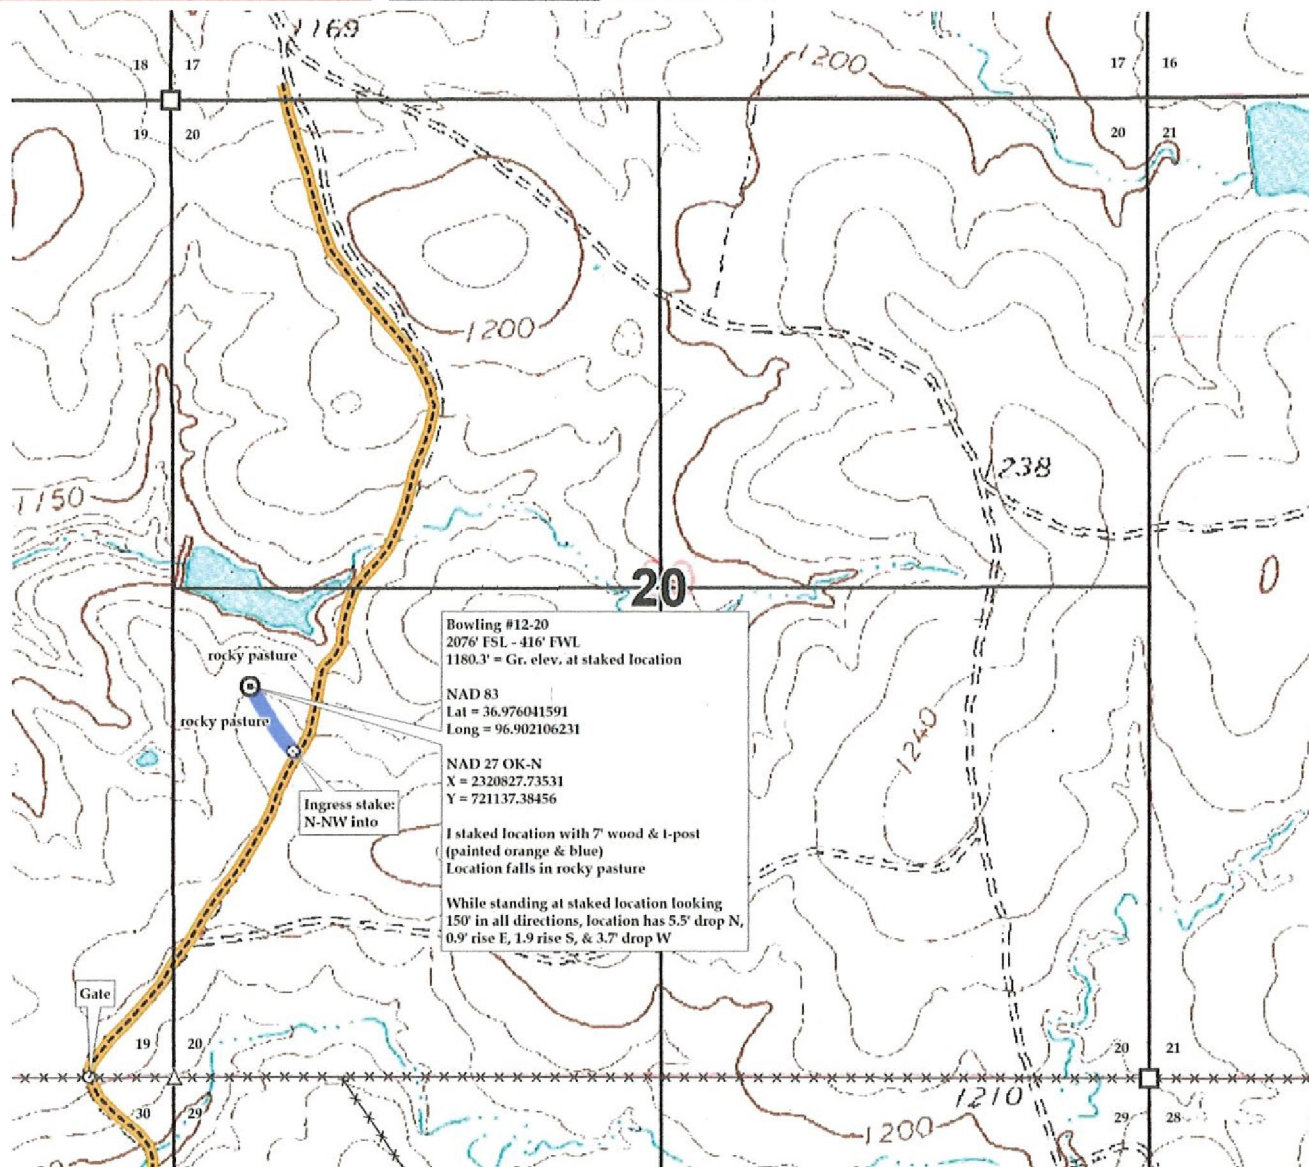 1169
18 17
1200
17 16
19 20
20 21
1200
238
1150
20
0
Bowling #12-20
2076' FSL - 416' FWL
1180.3' = Gr. elev. at staked location
NAD 83
Lat = 36.976041591
Long = 96.902106231
NAD 27 OK-N
X = 2320827.73531
Y = 721137.38456
I staked location with 7' wood & t-post
(painted orange & blue)
Location falls in rocky pasture
While standing at staked location looking
150' in all directions, location has 5.5' drop N,
0.9' rise E, 1.9 rise S, & 3.7' drop W
rocky pasture
rocky pasture
1240
Ingress stake:
N-NW into
Gate
19 20
20 21
30 29
1210
29 28
1200